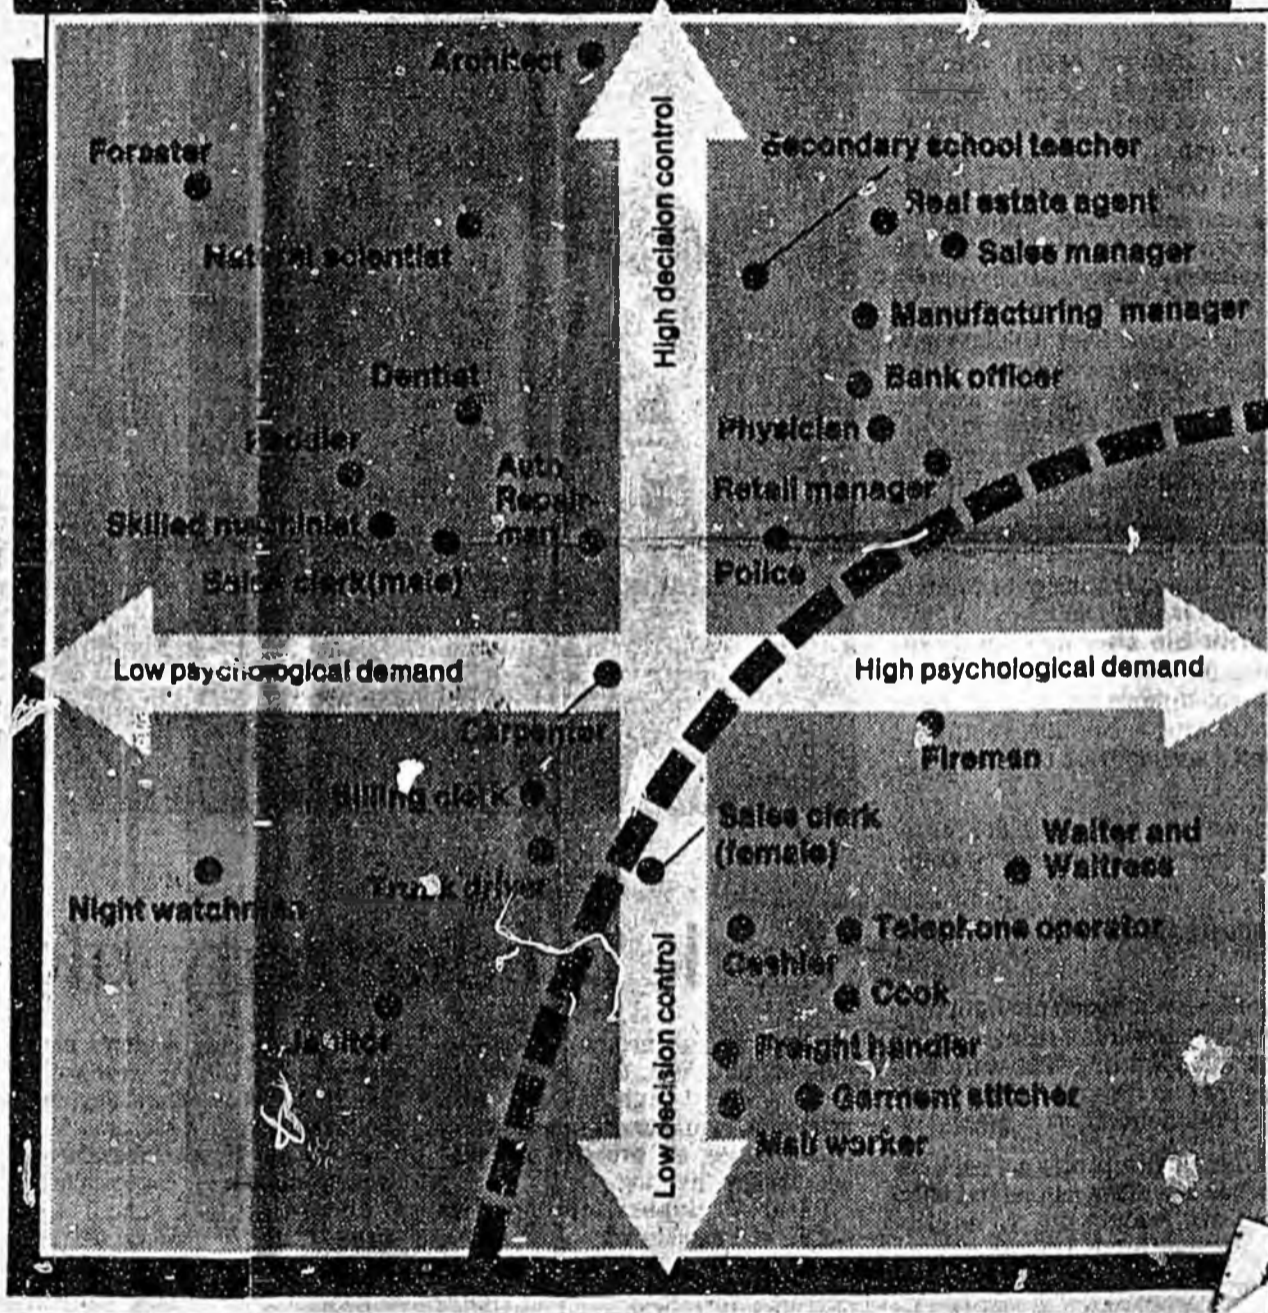 Architect
High decision control
Secondary school teacher
Forester
Real estate agent
Sales manager
Natural scientist
Manufacturing manager
Dentist
Bank officer
Physician
Peddler
Auto
Repair-
man
Retail manager
Skilled machinist
Police
Sales clerk(male)
Low psychological demand
High psychological demand
Carpenter
Fireman
Billing clerk
Sales clerk
(female)
Waiter and
Waitress
Truck driver
Night watchman
Telephone operator
Cashier
Low decision control
Cook
Janitor
Freight handler
Garment stitcher
Mail worker